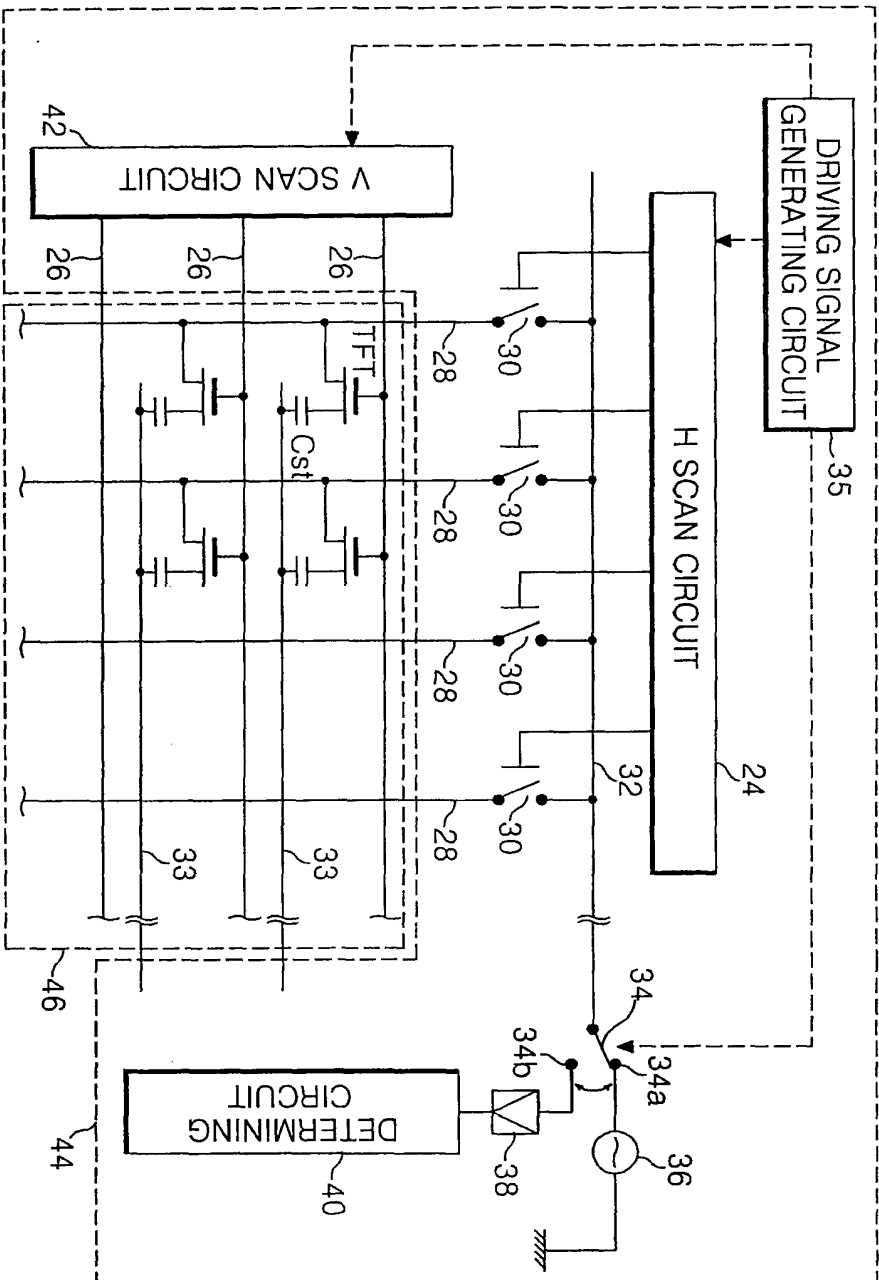 DRIVING SIGNAL
GENERATING CIRCUIT
35
H SCAN CIRCUIT
24
V SCAN CIRCUIT
42
26
26
26
28
28
28
28
30
30
30
30
32
TFT
Cst
33
33
34
34a
34b
36
38
DETERMINING
CIRCUIT
40
46
44